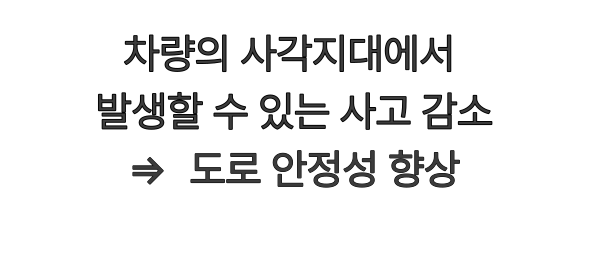 차량의 사각지대에서
발생할 수 있는 사고 감소
⇒ 도로 안정성 향상